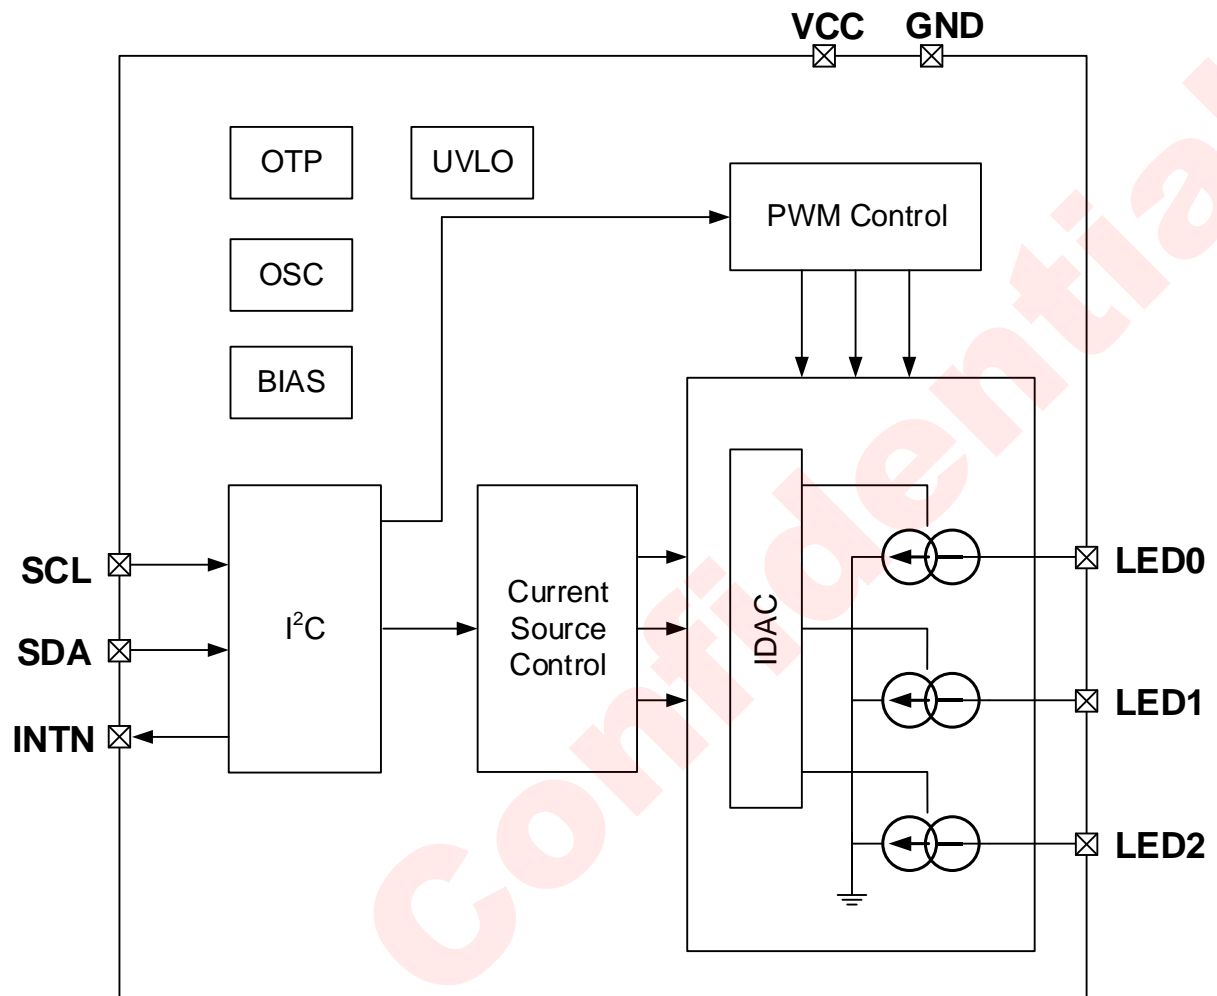 VCC GND
OTP
UVLO
PWM Control
OSC
BIAS
SCL
SDA
INTN
I²C
Current
Source
Control
IDAC
LED0
LED1
LED2
Confidential